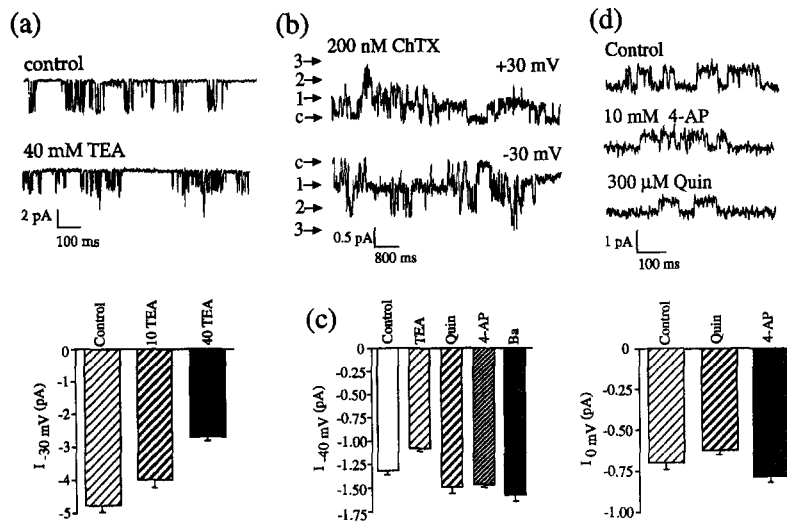 (a)
control
40 mM TEA
2 pA
100 ms
Control
10 TEA
40 TEA
0
-1
-2
-3
-4
-5
I -30 mV (pA)
(b)
200 nM ChTX
3→
2→
1→
c→
+30 mV
c→
1→
2→
3→
-30 mV
0.5 pA
800 ms
(c)
Control
TEA
Quin
4-AP
Ba
0
-0.25
-0.50
-0.75
-1.00
-1.25
-1.50
-1.75
I -40 mV (pA)
(d)
Control
10 mM 4-AP
300 μM Quin
1 pA
100 ms
Control
Quin
4-AP
0
-0.25
-0.50
-0.75
-1.00
I 0 mV (pA)